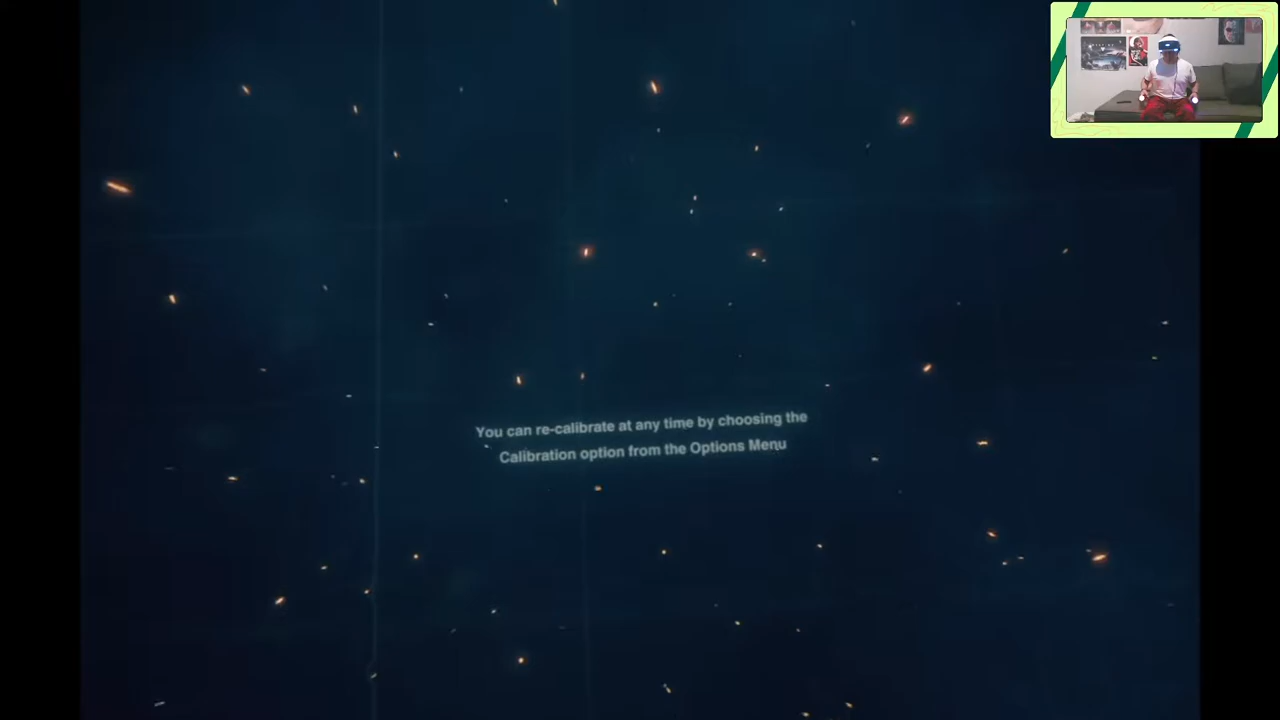 You can re-calibrate at any time by choosing the
Calibration option from the Options Menu